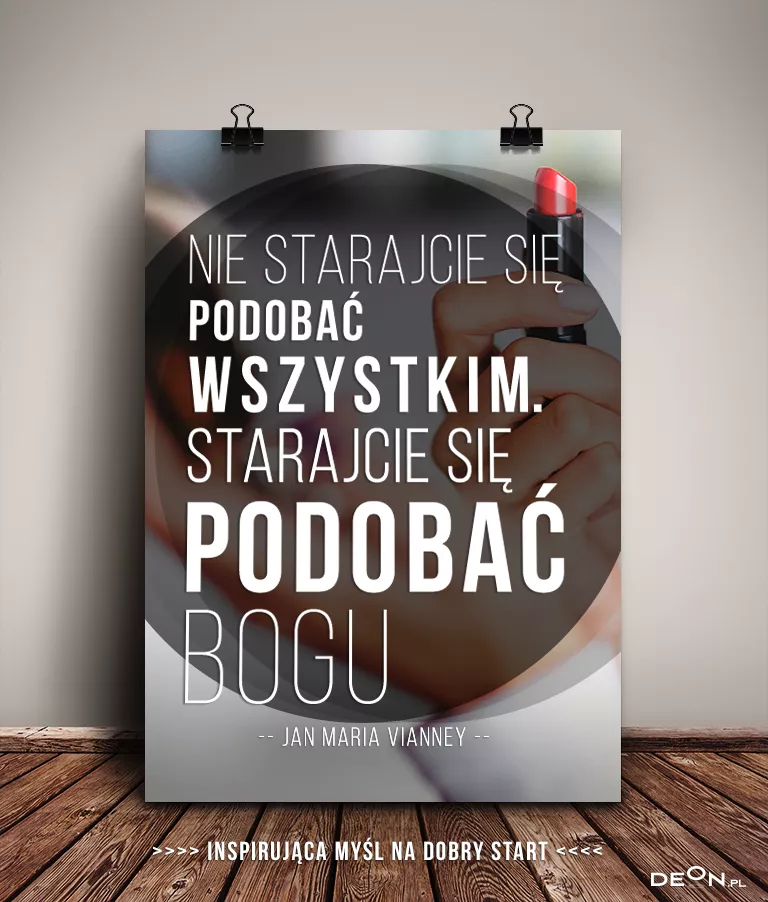 NIE STARAJCIE SIĘ
PODOBAĆ
WSZYSTKIM.
STARAJCIE SIĘ
PODOBAĆ
BOGU
-- JAN MARIA VIANNEY --
>>>> INSPIRUJĄCA MYŚL NA DOBRY START <<<<
DEON.PL